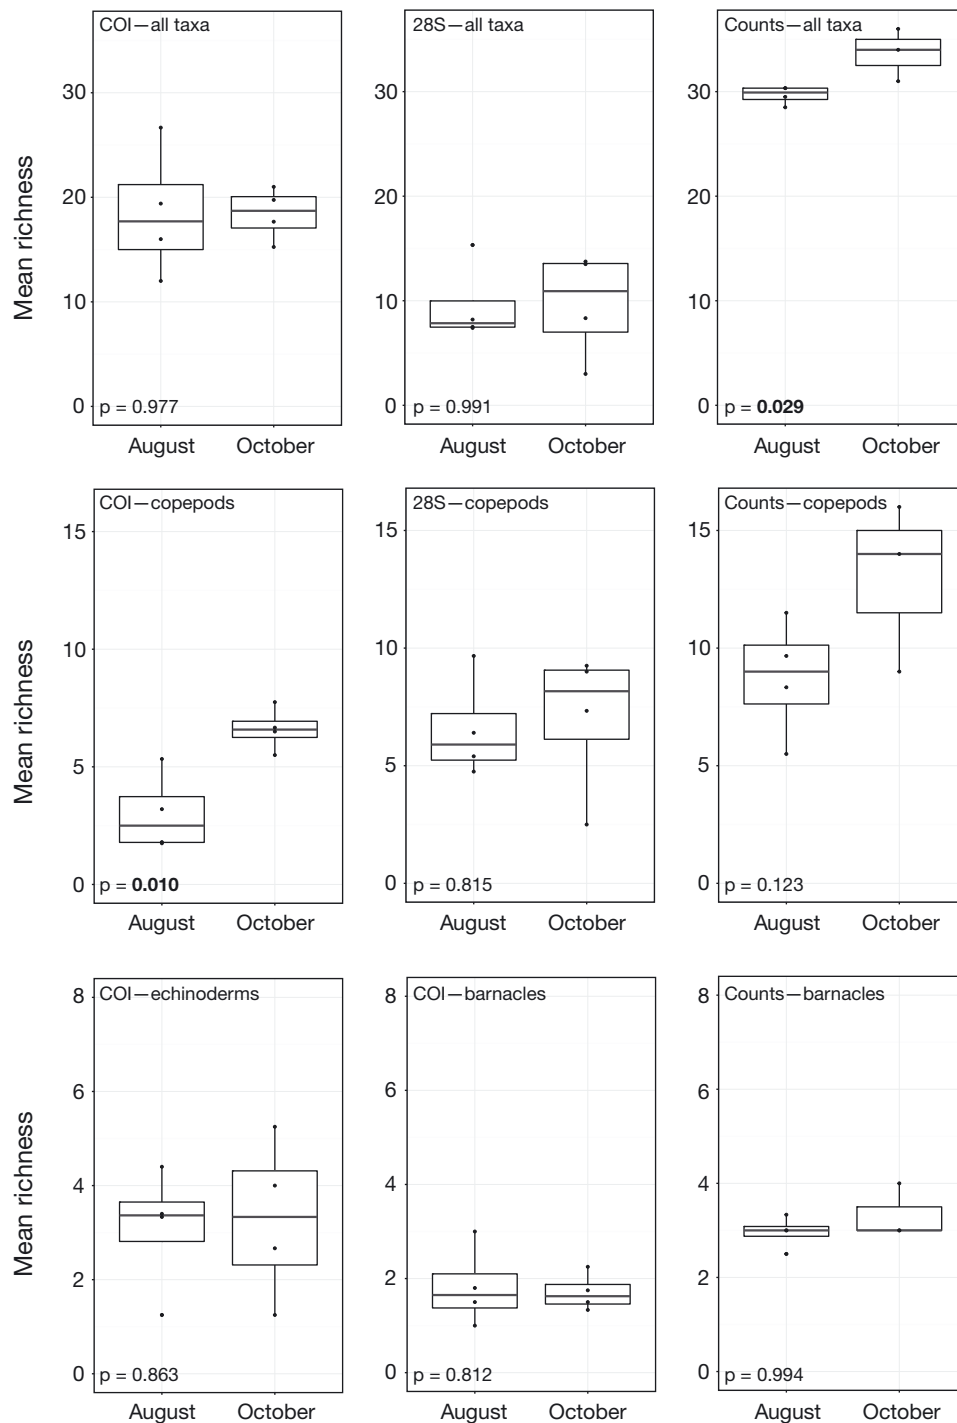 COI—all taxa
Mean richness
30
20
10
0
p = 0.977
August October
28S—all taxa
30
20
10
0
p = 0.991
August October
Counts—all taxa
30
20
10
0
p = 0.029
August October
COI—copepods
Mean richness
15
10
5
0
p = 0.010
August October
28S—copepods
15
10
5
0
p = 0.815
August October
Counts—copepods
15
10
5
0
p = 0.123
August October
COI—echinoderms
Mean richness
8
6
4
2
0
p = 0.863
August October
COI—barnacles
8
6
4
2
0
p = 0.812
August October
Counts—barnacles
8
6
4
2
0
p = 0.994
August October